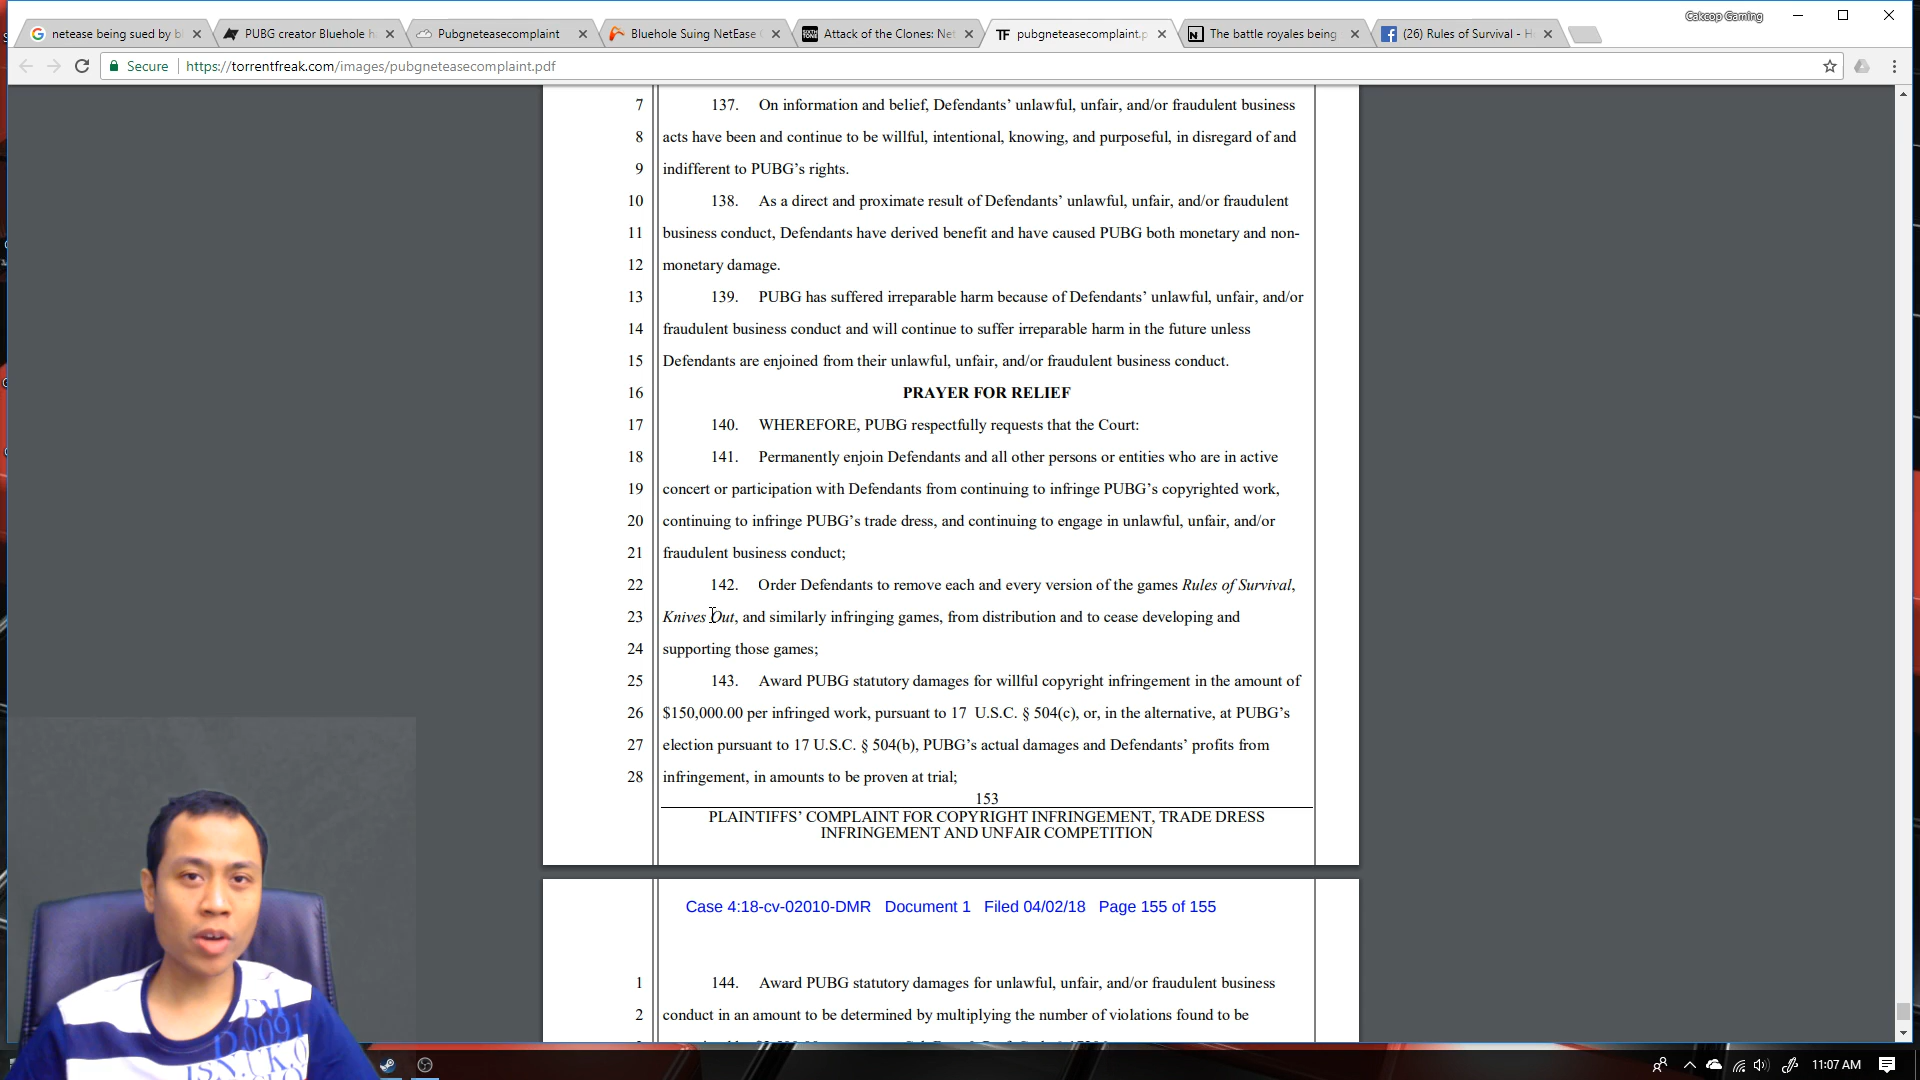 Cakcop Gaming
netease being sued by bl
PUBG creator Bluehole h
Pubgneteasecomplaint
Bluehole Suing NetEase
Attack of the Clones: Net
pubgneteasecomplaint.p
The battle royales being
(26) Rules of Survival - H
Secure
https://torrentfreak.com/images/pubgneteasecomplaint.pdf
7 137. On information and belief, Defendants’ unlawful, unfair, and/or fraudulent business
8 acts have been and continue to be willful, intentional, knowing, and purposeful, in disregard of and
9 indifferent to PUBG’s rights.
10 138. As a direct and proximate result of Defendants’ unlawful, unfair, and/or fraudulent
11 business conduct, Defendants have derived benefit and have caused PUBG both monetary and non-
12 monetary damage.
13 139. PUBG has suffered irreparable harm because of Defendants’ unlawful, unfair, and/or
14 fraudulent business conduct and will continue to suffer irreparable harm in the future unless
15 Defendants are enjoined from their unlawful, unfair, and/or fraudulent business conduct.
16 PRAYER FOR RELIEF
17 140. WHEREFORE, PUBG respectfully requests that the Court:
18 141. Permanently enjoin Defendants and all other persons or entities who are in active
19 concert or participation with Defendants from continuing to infringe PUBG’s copyrighted work,
20 continuing to infringe PUBG’s trade dress, and continuing to engage in unlawful, unfair, and/or
21 fraudulent business conduct;
22 142. Order Defendants to remove each and every version of the games Rules of Survival,
23 Knives Out, and similarly infringing games, from distribution and to cease developing and
24 supporting those games;
25 143. Award PUBG statutory damages for willful copyright infringement in the amount of
26 $150,000.00 per infringed work, pursuant to 17 U.S.C. § 504(c), or, in the alternative, at PUBG’s
27 election pursuant to 17 U.S.C. § 504(b), PUBG’s actual damages and Defendants’ profits from
28 infringement, in amounts to be proven at trial;
153
PLAINTIFFS’ COMPLAINT FOR COPYRIGHT INFRINGEMENT, TRADE DRESS
INFRINGEMENT AND UNFAIR COMPETITION
Case 4:18-cv-02010-DMR Document 1 Filed 04/02/18 Page 155 of 155
1 144. Award PUBG statutory damages for unlawful, unfair, and/or fraudulent business
2 conduct in an amount to be determined by multiplying the number of violations found to be
11:07 AM